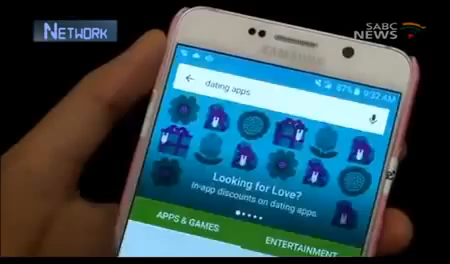 NETWORK
SABC
NEWS
SAMSUNG
87% 9:32 AM
dating apps
Looking for Love?
In-app discounts on dating apps
APPS & GAMES
ENTERTAINMENT